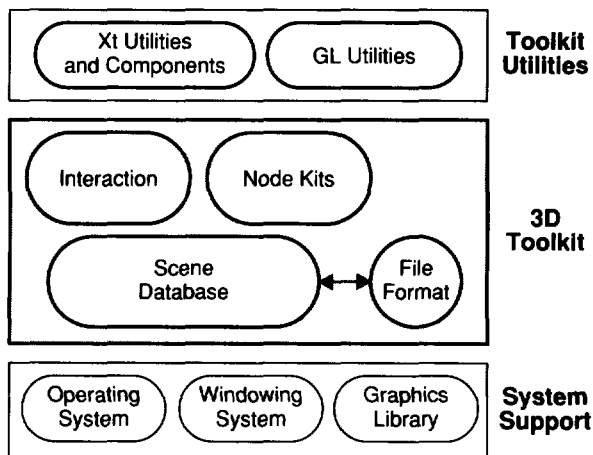 Xt Utilities
and Components
GL Utilities
Toolkit
Utilities
Interaction
Node Kits
3D
Toolkit
Scene
Database
File
Format
Operating
System
Windowing
System
Graphics
Library
System
Support